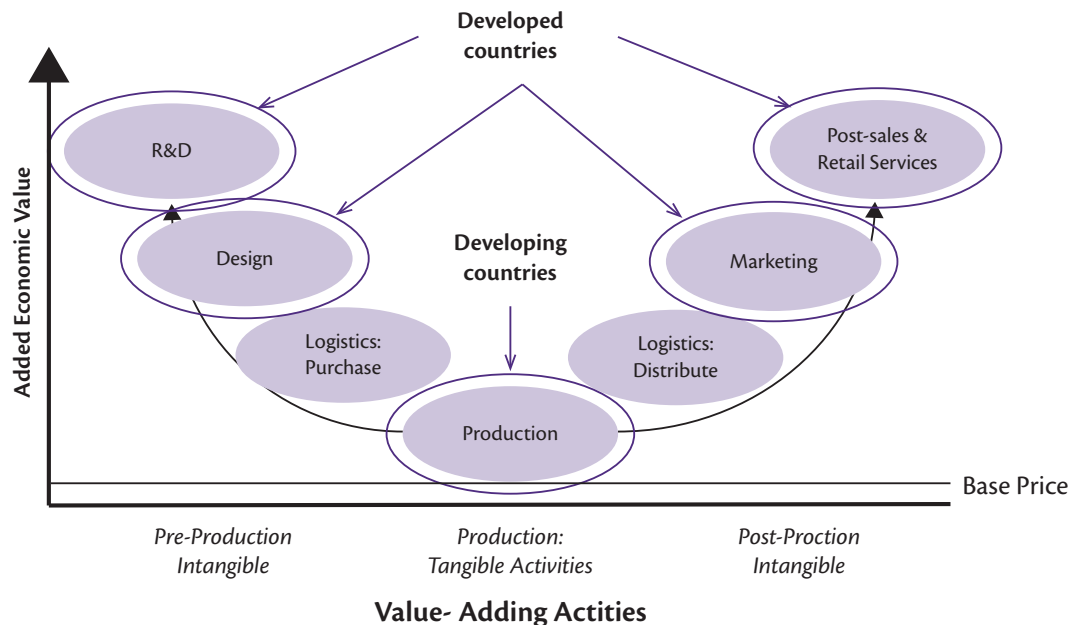 Developed
countries
R&D
Post-sales &
Retail Services
Design
Developing
countries
Marketing
Logistics:
Purchase
Logistics:
Distribute
Production
Added Economic Value
Base Price
Pre-Production
Intangible
Production:
Tangible Activities
Post-Proction
Intangible
Value- Adding Actities